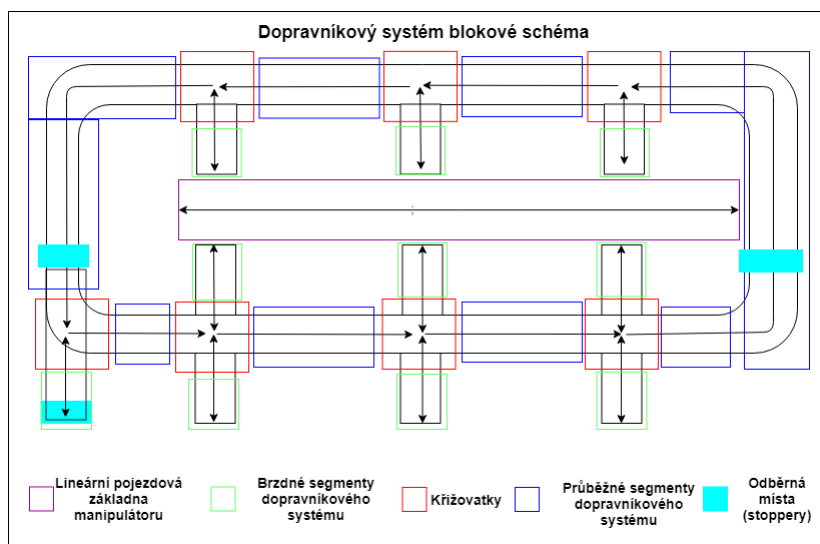 Dopravníkový systém blokové schéma
Lineární pojezdová
základna
manipulátoru
Brzdné segmenty
dopravníkového
systému
Křižovatky
Průběžné segmenty
dopravníkového
systému
Odběrná
místa
(stoppery)